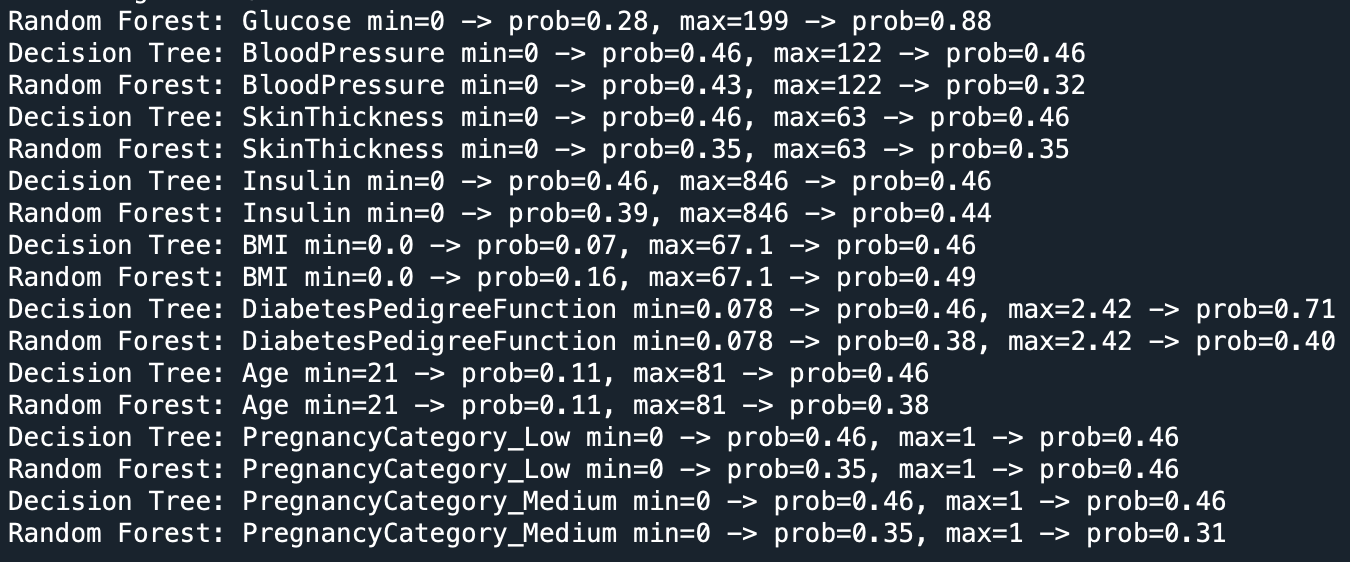 Random Forest: Glucose min=0 -> prob=0.28, max=199 -> prob=0.88
Decision Tree: BloodPressure min=0 -> prob=0.46, max=122 -> prob=0.46
Random Forest: BloodPressure min=0 -> prob=0.43, max=122 -> prob=0.32
Decision Tree: SkinThickness min=0 -> prob=0.46, max=63 -> prob=0.46
Random Forest: SkinThickness min=0 -> prob=0.35, max=63 -> prob=0.35
Decision Tree: Insulin min=0 -> prob=0.46, max=846 -> prob=0.46
Random Forest: Insulin min=0 -> prob=0.39, max=846 -> prob=0.44
Decision Tree: BMI min=0.0 -> prob=0.07, max=67.1 -> prob=0.46
Random Forest: BMI min=0.0 -> prob=0.16, max=67.1 -> prob=0.49
Decision Tree: DiabetesPedigreeFunction min=0.078 -> prob=0.46, max=2.42 -> prob=0.71
Random Forest: DiabetesPedigreeFunction min=0.078 -> prob=0.38, max=2.42 -> prob=0.40
Decision Tree: Age min=21 -> prob=0.11, max=81 -> prob=0.46
Random Forest: Age min=21 -> prob=0.11, max=81 -> prob=0.38
Decision Tree: PregnancyCategory_Low min=0 -> prob=0.46, max=1 -> prob=0.46
Random Forest: PregnancyCategory_Low min=0 -> prob=0.35, max=1 -> prob=0.46
Decision Tree: PregnancyCategory_Medium min=0 -> prob=0.46, max=1 -> prob=0.46
Random Forest: PregnancyCategory_Medium min=0 -> prob=0.35, max=1 -> prob=0.31